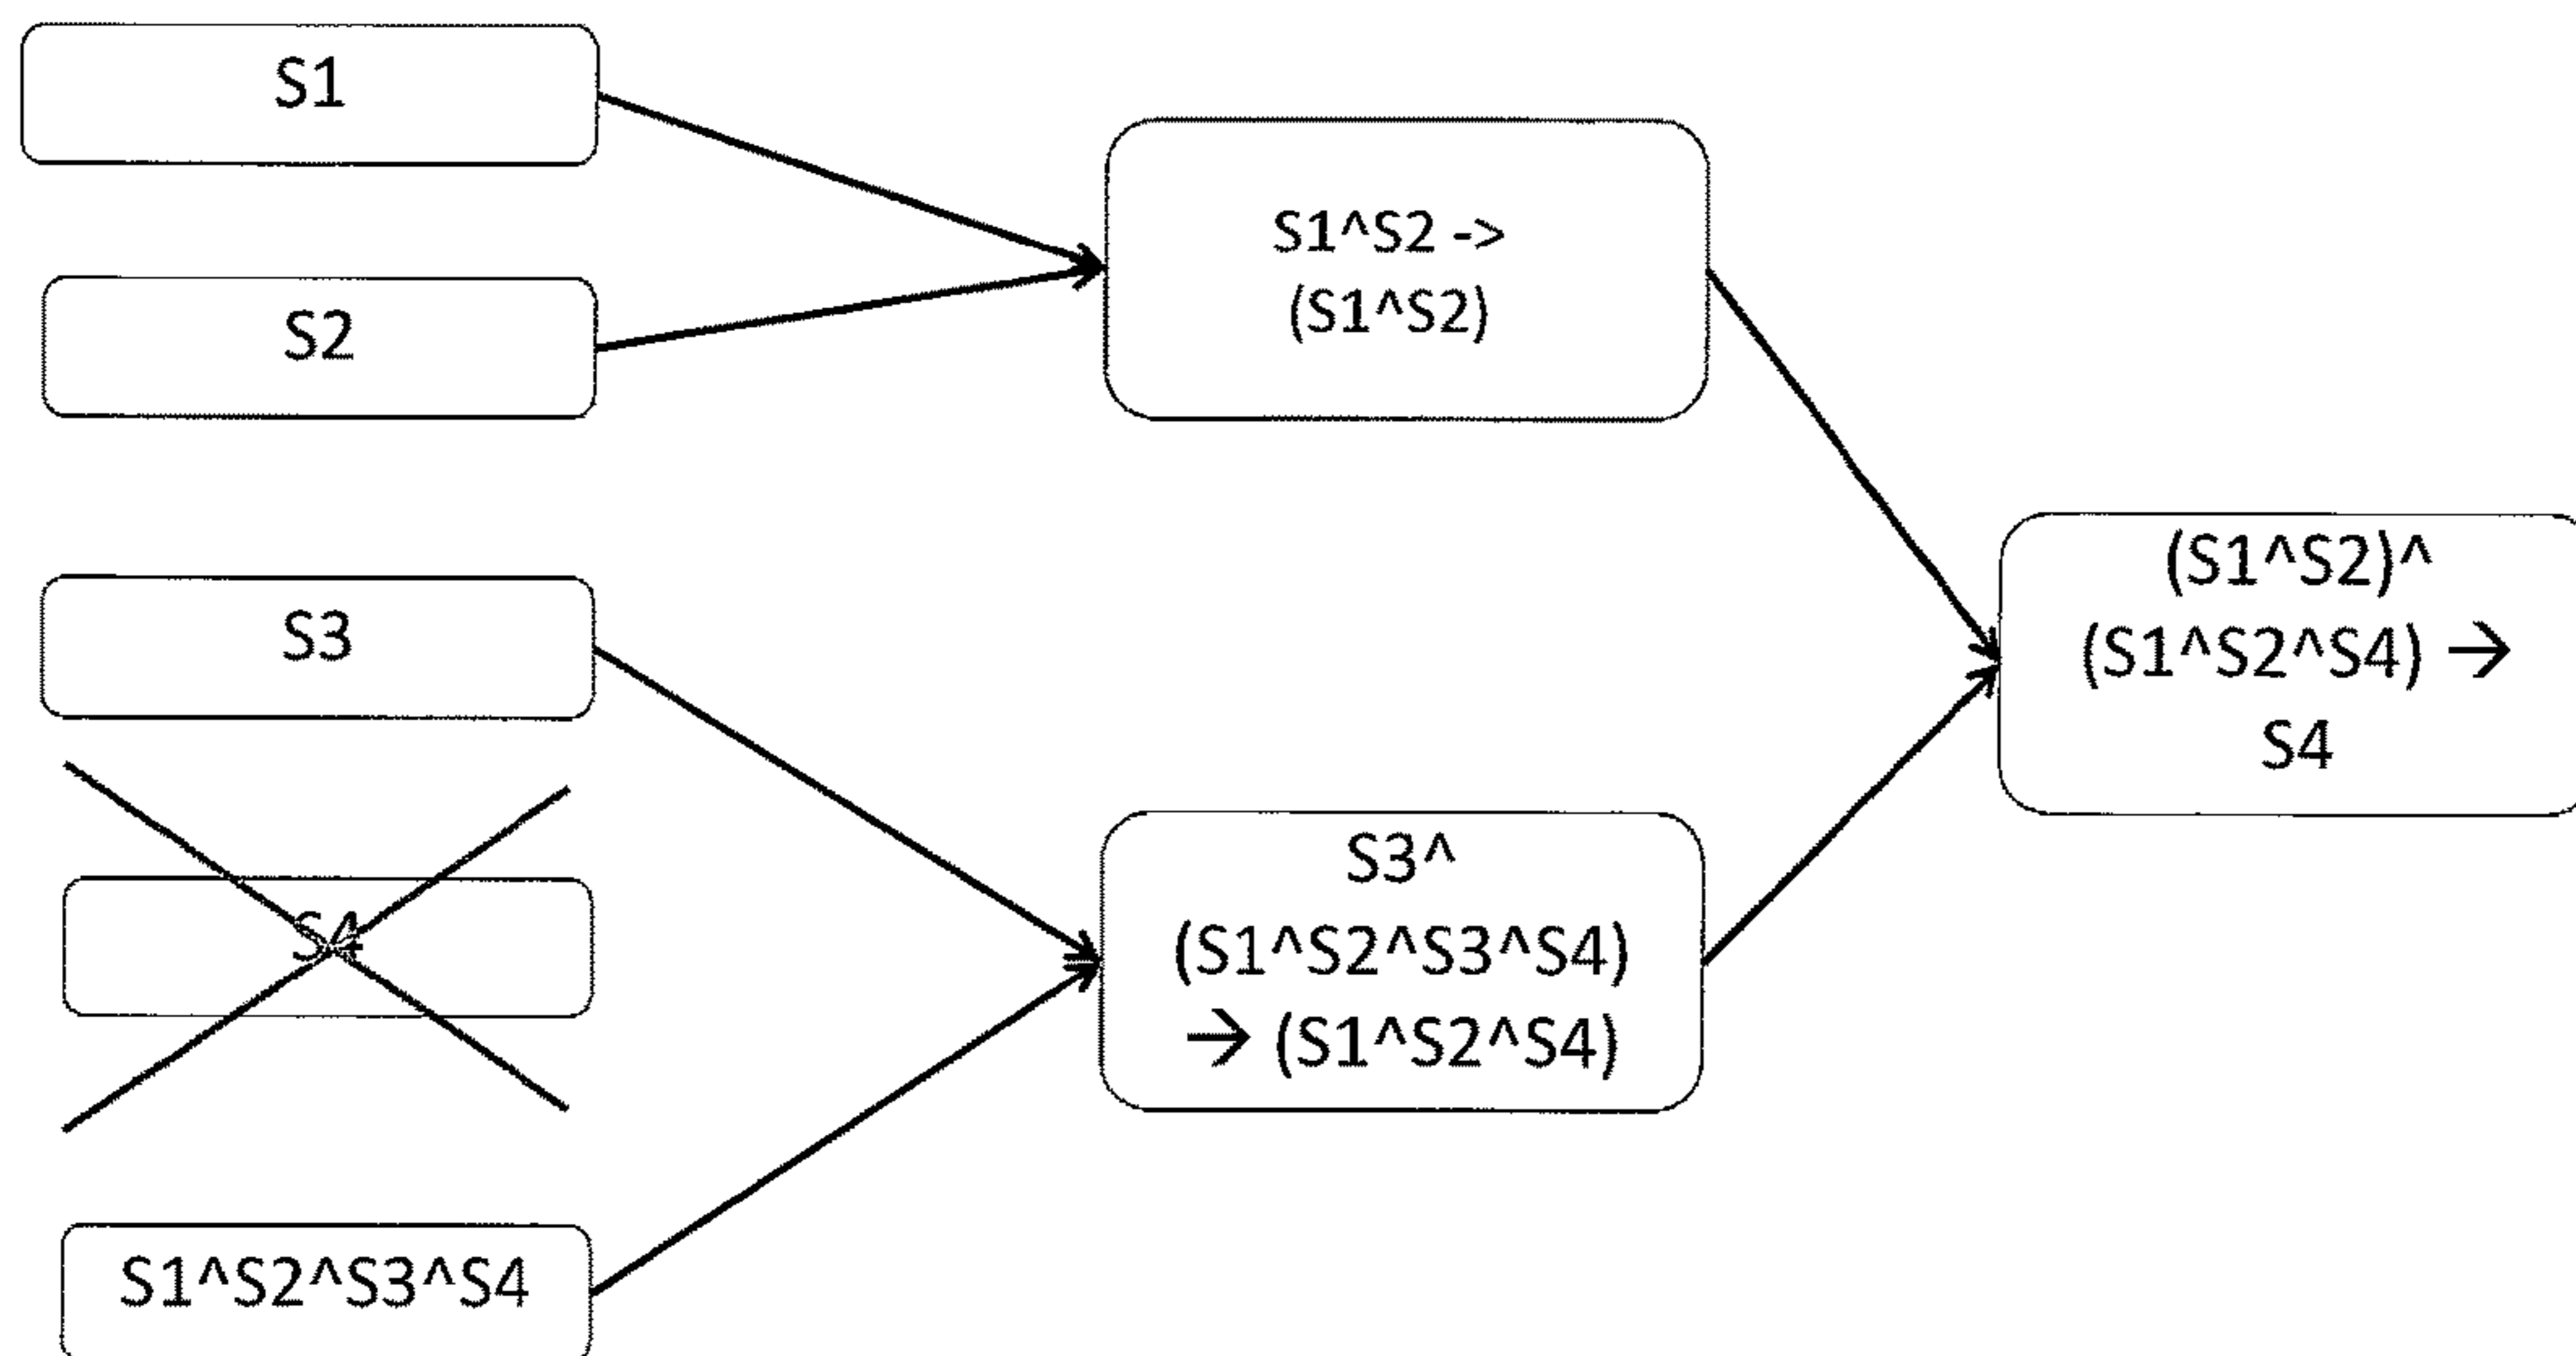 S1
S2
S1^S2 ->
(S1^S2)
S3
S4
S1^S2^S3^S4
S3^
(S1^S2^S3^S4)
→ (S1^S2^S4)
(S1^S2)^
(S1^S2^S4) →
S4